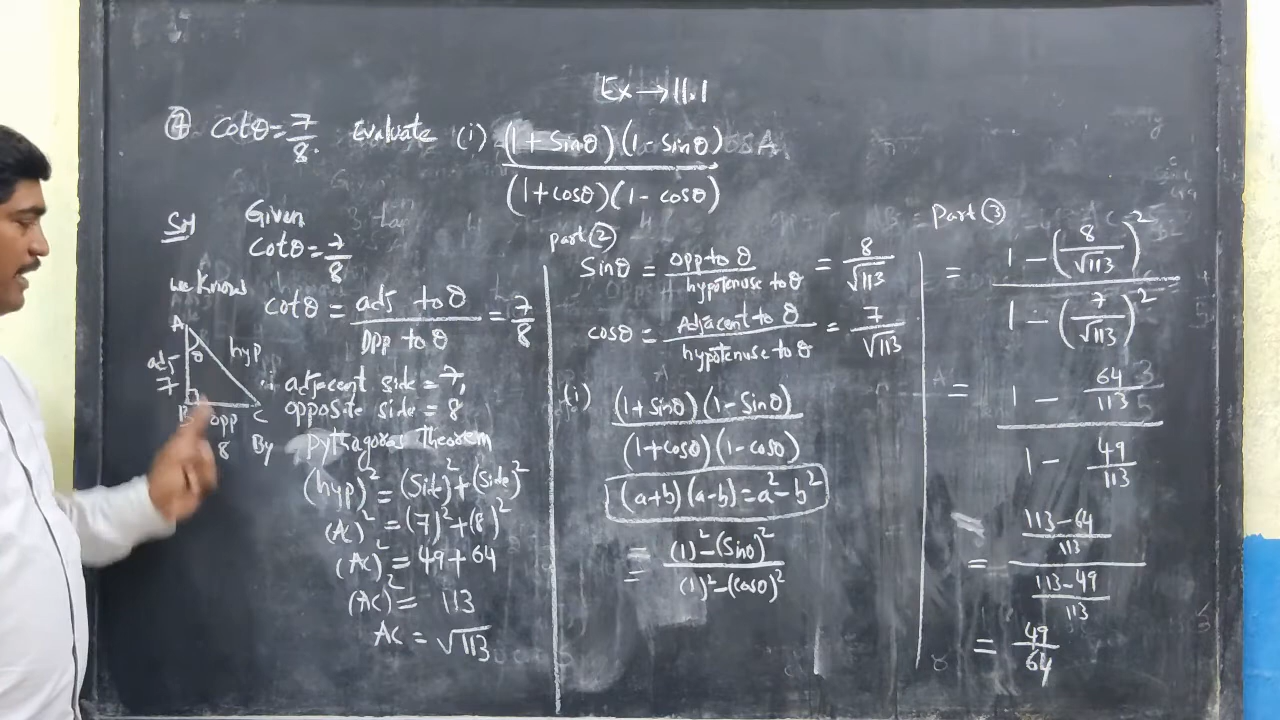 Ex → 11.1
⑦ cotθ = 7/8. Evaluate (i) (1 + Sinθ)(1 - Sinθ) / (1 + cosθ)(1 - cosθ)
Sol Given
cotθ = 7/8
we know
cotθ = adj to θ / opp to θ = 7/8
A
θ
hyp
adj
7
B opp C
8
∴ adjacent side = 7,
opposite side = 8
By pythagoras Theorem
(hyp)² = (Side)² + (Side)²
(AC)² = (7)² + (8)²
(AC)² = 49 + 64
(AC)² = 113
AC = √113
part ②
Sinθ = opp to θ / hypotenuse to θ = 8/√113
cosθ = Adjacent to θ / hypotenuse to θ = 7/√113
(i) (1 + Sinθ)(1 - Sinθ) / (1 + cosθ)(1 - cosθ)
(a+b)(a-b) = a² - b²
= (1)² - (Sinθ)² / (1)² - (cosθ)²
Part ③
= 1 - (8/√113)² / 1 - (7/√113)²
= 1 - 64/113 / 1 - 49/113
= 113-64/113 / 113-49/113
= 49/64